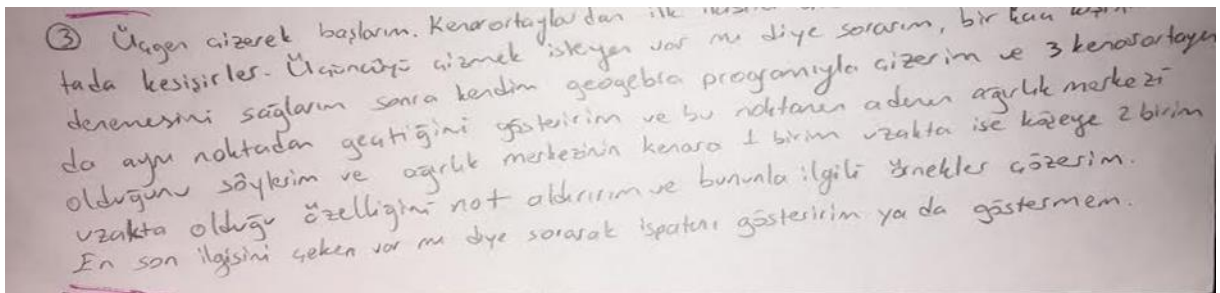 ③ Üçgen çizerek başlarım. Kenarortaylardan ilk
tada kesişirler. Üçüncüyü çizmek isteyen var mı diye sorarım, bir kaç
denemesini sağlarım sonra kendim geogebra programıyla çizerim ve 3 kenarortayın
da aynı noktadan geçtiğini gösteririm ve bu noktanın adının ağırlık merkezi
olduğunu söylerim ve ağırlık merkezinin kenara 1 birim uzakta ise köşeye 2 birim
uzakta olduğu özelliğini not aldırırım ve bununla ilgili örnekler çözerim.
En son ilgisini çeken var mı diye sorarak ispatını gösteririm ya da göstermem.